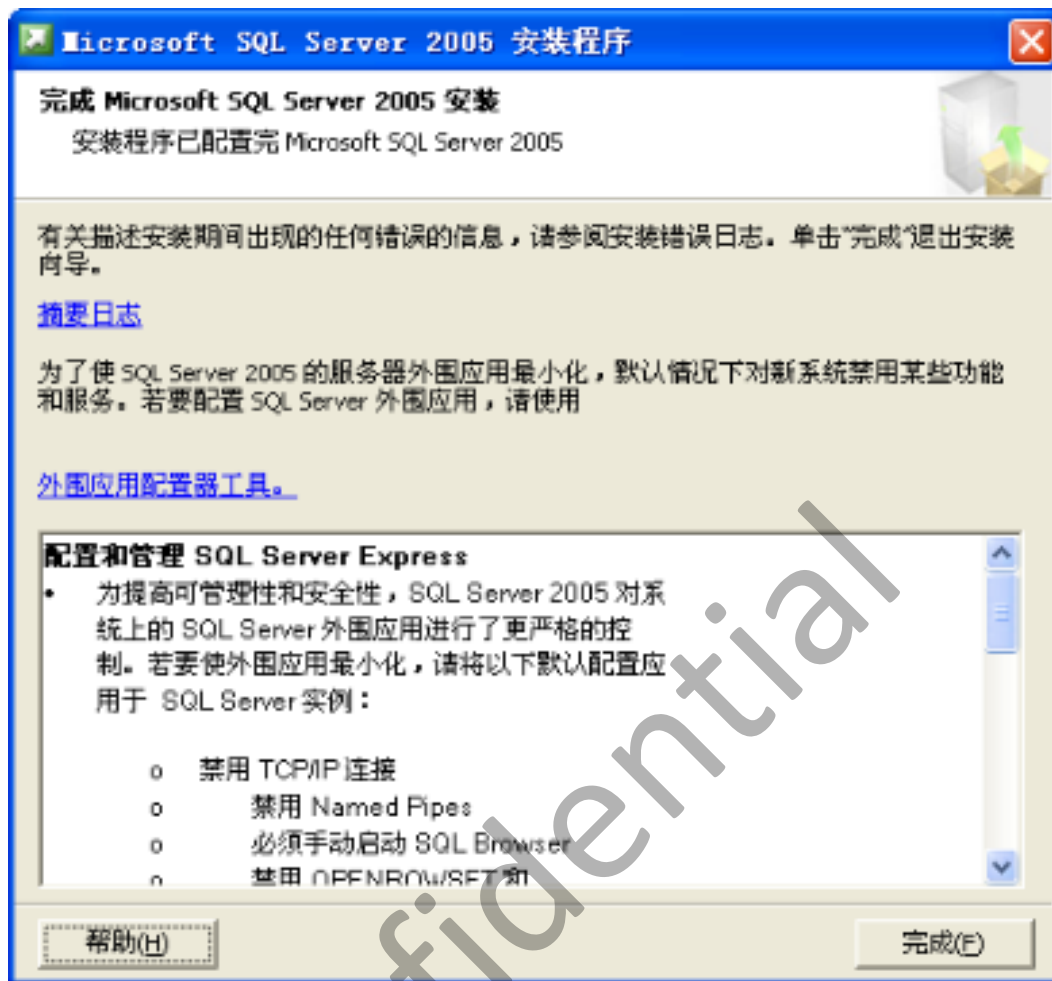 Microsoft SQL Server 2005 安装程序
完成 Microsoft SQL Server 2005 安装
安装程序已配置完 Microsoft SQL Server 2005
有关描述安装期间出现的任何错误的信息，请参阅安装错误日志。单击“完成”退出安装
向导。
摘要日志
为了使 SQL Server 2005 的服务器外围应用最小化，默认情况下对新系统禁用某些功能
和服务。若要配置 SQL Server 外围应用，请使用
外围应用配置器工具。
配置和管理 SQL Server Express
• 为提高可管理性和安全性，SQL Server 2005 对系
统上的 SQL Server 外围应用进行了更严格的控
制。若要使外围应用最小化，请将以下默认配置应
用于 SQL Server 实例：
o 禁用 TCP/IP 连接
o 禁用 Named Pipes
o 必须手动启动 SQL Browser
o 禁用 OPENROWSET 和
帮助(H)
完成(F)
fidential